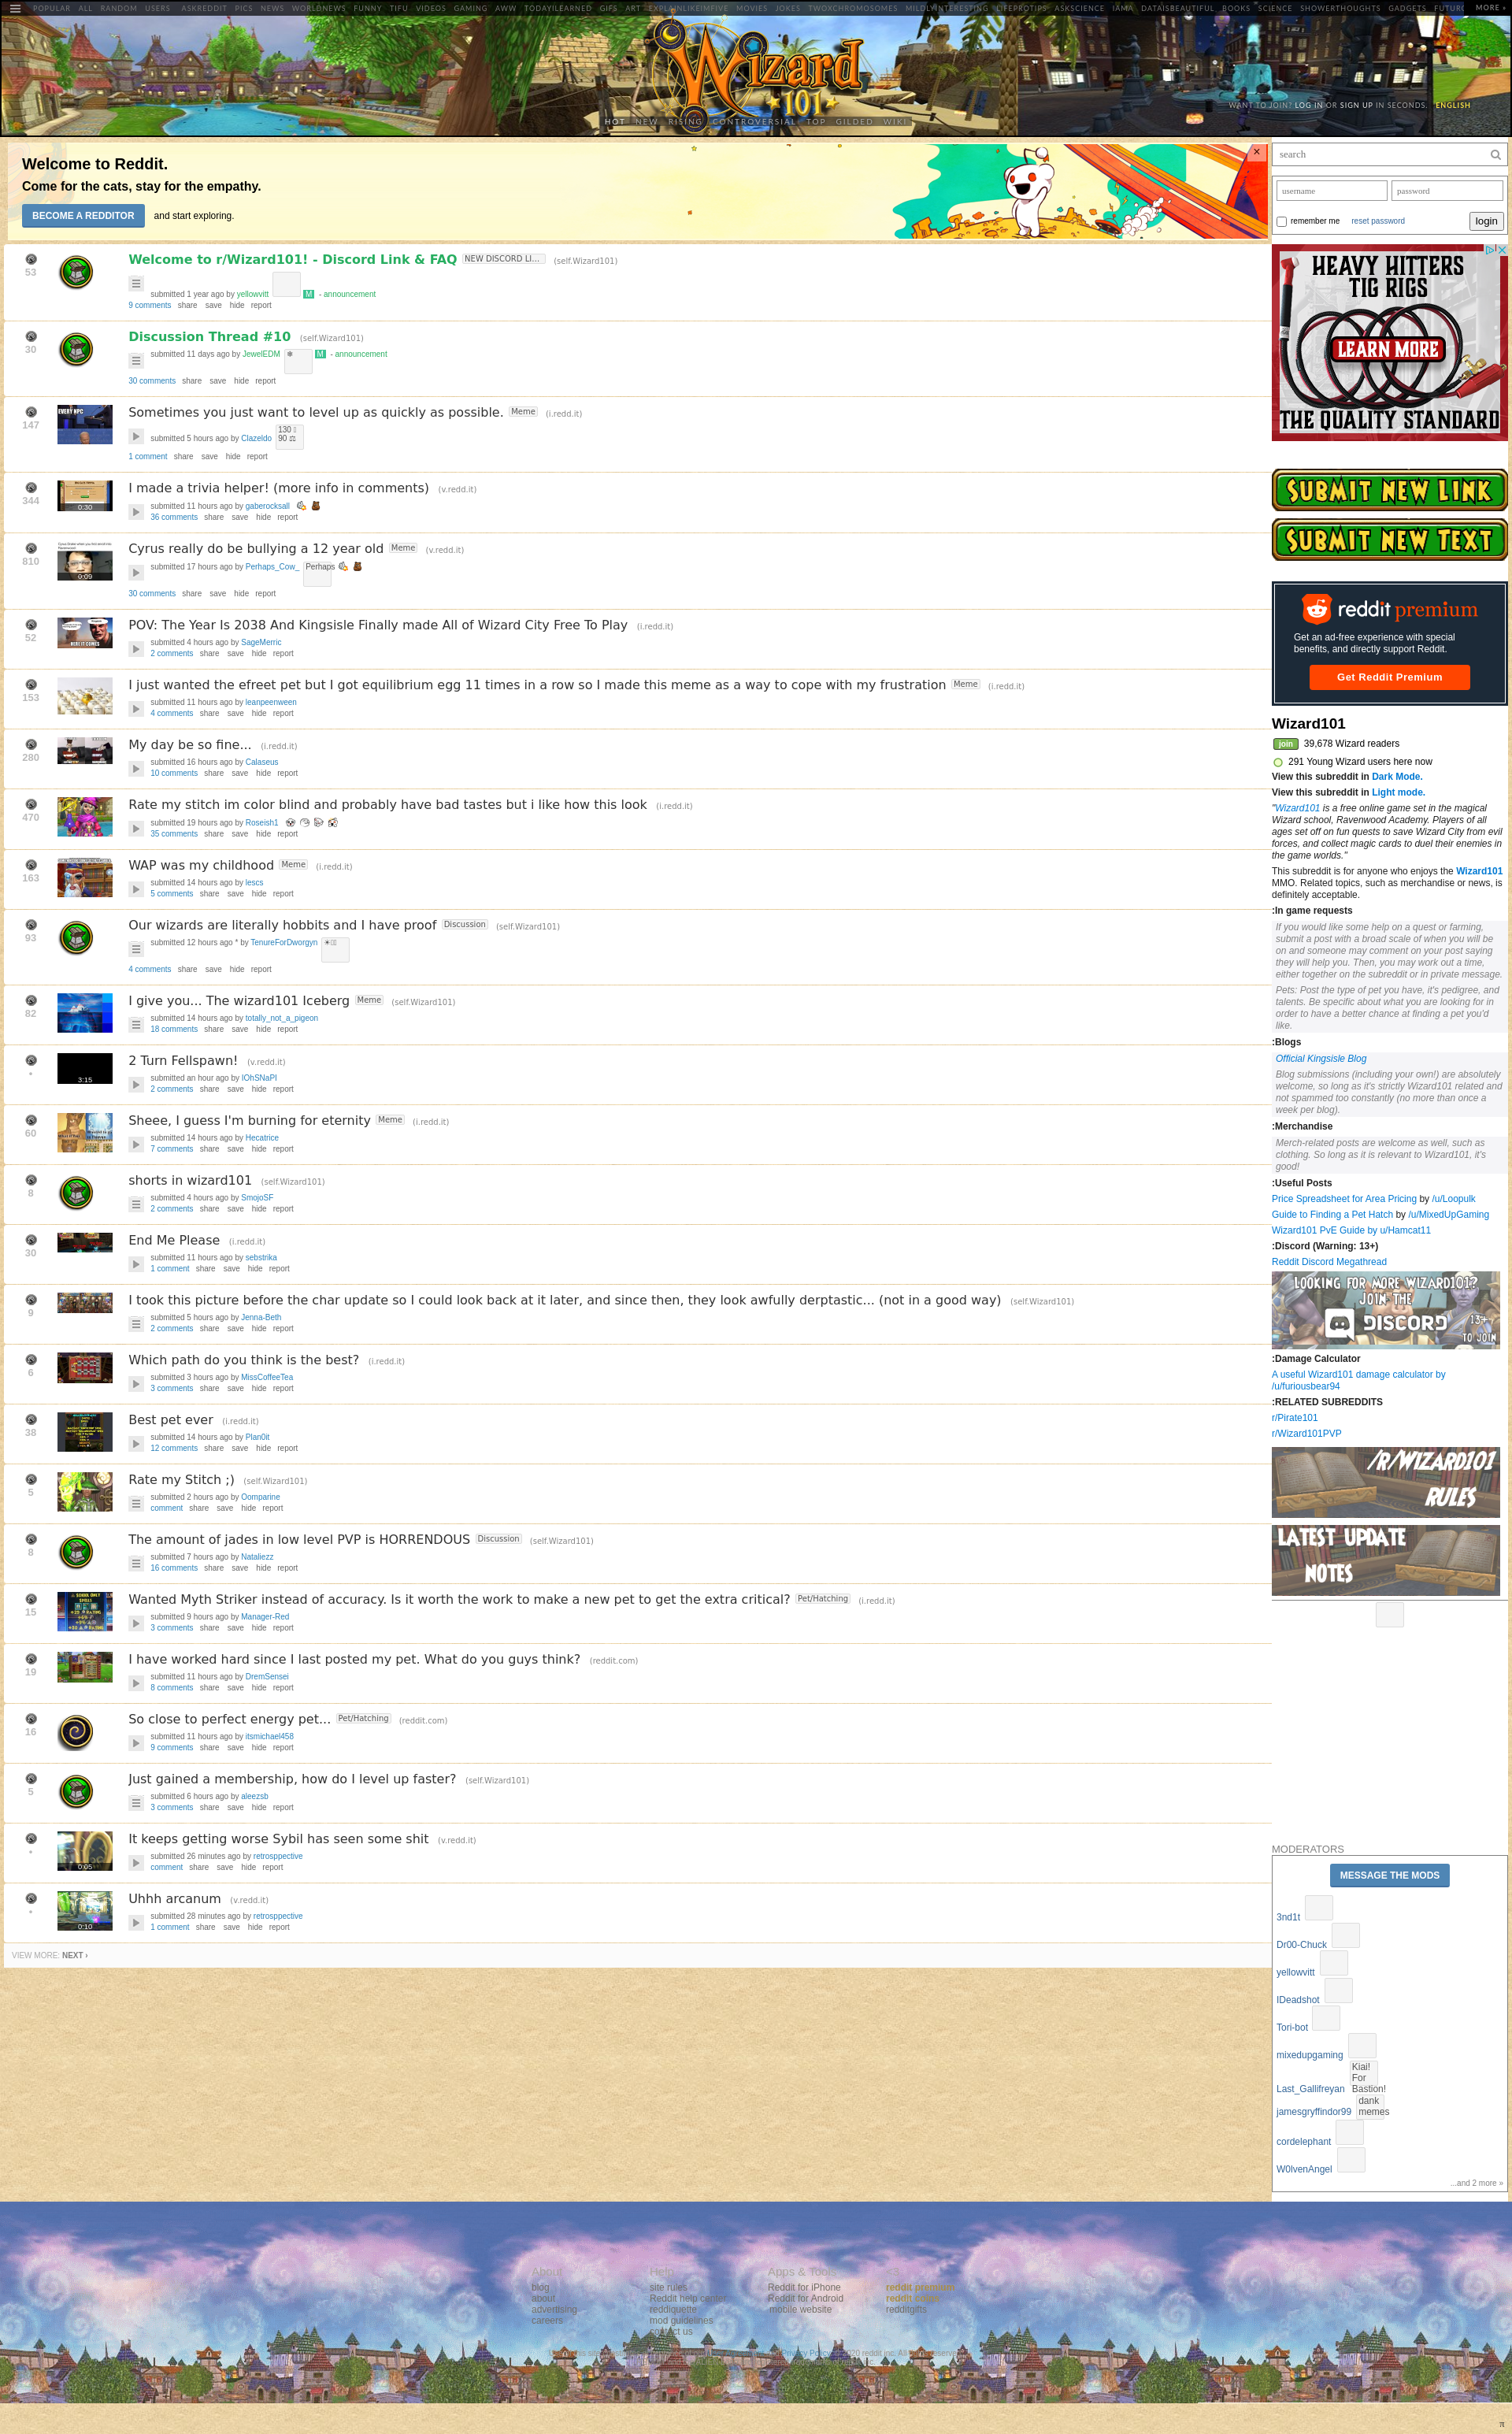 POPULAR ALL RANDOM USERS ASKREDDIT PICS NEWS WORLDNEWS FUNNY TIFU VIDEOS GAMING AWW TODAYILEARNED GIFS ART EXPLAINLIKEIMFIVE MOVIES JOKES TWOXCHROMOSOMES MILDLYINTERESTING LIFEPROTIPS ASKSCIENCE IAMA DATAISBEAUTIFUL BOOKS SCIENCE SHOWERTHOUGHTS GADGETS FUTURO MORE »
Wizard 101
WANT TO JOIN? LOG IN OR SIGN UP IN SECONDS. ENGLISH
HOT NEW RISING CONTROVERSIAL TOP GILDED WIKI
Welcome to Reddit.
Come for the cats, stay for the empathy.
BECOME A REDDITOR and start exploring.
53
Welcome to r/Wizard101! - Discord Link & FAQ NEW DISCORD LI... (self.Wizard101)
submitted 1 year ago by yellowvitt M - announcement
9 comments share save hide report
30
Discussion Thread #10 (self.Wizard101)
submitted 11 days ago by JewelEDM M - announcement
30 comments share save hide report
147
EVERY NPC
Sometimes you just want to level up as quickly as possible. Meme (i.redd.it)
submitted 5 hours ago by Clazeldo 130
90
1 comment share save hide report
344
0:30
I made a trivia helper! (more info in comments) (v.redd.it)
submitted 11 hours ago by gaberocksall
36 comments share save hide report
810
0:09
Cyrus really do be bullying a 12 year old Meme (v.redd.it)
submitted 17 hours ago by Perhaps_Cow_ Perhaps
30 comments share save hide report
52
HERE IT COMES
POV: The Year Is 2038 And Kingsisle Finally made All of Wizard City Free To Play (i.redd.it)
submitted 4 hours ago by SageMerric
2 comments share save hide report
153
I just wanted the efreet pet but I got equilibrium egg 11 times in a row so I made this meme as a way to cope with my frustration Meme (i.redd.it)
submitted 11 hours ago by leanpeenween
4 comments share save hide report
280
My day be so fine... (i.redd.it)
submitted 16 hours ago by Calaseus
10 comments share save hide report
470
Rate my stitch im color blind and probably have bad tastes but i like how this look (i.redd.it)
submitted 19 hours ago by Roseish1
35 comments share save hide report
163
WAP was my childhood Meme (i.redd.it)
submitted 14 hours ago by lescs
5 comments share save hide report
93
Our wizards are literally hobbits and I have proof Discussion (self.Wizard101)
submitted 12 hours ago * by TenureForDworgyn
4 comments share save hide report
82
I give you... The wizard101 Iceberg Meme (self.Wizard101)
submitted 14 hours ago by totally_not_a_pigeon
18 comments share save hide report
•
3:15
2 Turn Fellspawn! (v.redd.it)
submitted an hour ago by IOhSNaPI
2 comments share save hide report
60
Sheee, I guess I'm burning for eternity Meme (i.redd.it)
submitted 14 hours ago by Hecatrice
7 comments share save hide report
8
shorts in wizard101 (self.Wizard101)
submitted 4 hours ago by SmojoSF
2 comments share save hide report
30
End Me Please (i.redd.it)
submitted 11 hours ago by sebstrika
1 comment share save hide report
9
I took this picture before the char update so I could look back at it later, and since then, they look awfully derptastic... (not in a good way) (self.Wizard101)
submitted 5 hours ago by Jenna-Beth
2 comments share save hide report
6
Which path do you think is the best? (i.redd.it)
submitted 3 hours ago by MissCoffeeTea
3 comments share save hide report
38
Best pet ever (i.redd.it)
submitted 14 hours ago by Plan0it
12 comments share save hide report
5
Rate my Stitch ;) (self.Wizard101)
submitted 2 hours ago by Oomparine
comment share save hide report
8
The amount of jades in low level PVP is HORRENDOUS Discussion (self.Wizard101)
submitted 7 hours ago by Nataliezz
16 comments share save hide report
15
Wanted Myth Striker instead of accuracy. Is it worth the work to make a new pet to get the extra critical? Pet/Hatching (i.redd.it)
submitted 9 hours ago by Manager-Red
3 comments share save hide report
19
I have worked hard since I last posted my pet. What do you guys think? (reddit.com)
submitted 11 hours ago by DremSensei
8 comments share save hide report
16
So close to perfect energy pet... Pet/Hatching (reddit.com)
submitted 11 hours ago by itsmichael458
9 comments share save hide report
5
Just gained a membership, how do I level up faster? (self.Wizard101)
submitted 6 hours ago by aleezsb
3 comments share save hide report
•
0:05
It keeps getting worse Sybil has seen some shit (v.redd.it)
submitted 26 minutes ago by retrosppective
comment share save hide report
•
0:10
Uhhh arcanum (v.redd.it)
submitted 28 minutes ago by retrosppective
1 comment share save hide report
VIEW MORE: NEXT ›
search
username password
remember me reset password login
HEAVY HITTERS
TIG RIGS
LEARN MORE
THE QUALITY STANDARD
SUBMIT NEW LINK
SUBMIT NEW TEXT
reddit premium
Get an ad-free experience with special
benefits, and directly support Reddit.
Get Reddit Premium
Wizard101
join 39,678 Wizard readers
291 Young Wizard users here now
View this subreddit in Dark Mode.
View this subreddit in Light mode.
"Wizard101 is a free online game set in the magical
Wizard school, Ravenwood Academy. Players of all
ages set off on fun quests to save Wizard City from evil
forces, and collect magic cards to duel their enemies in
the game worlds."
This subreddit is for anyone who enjoys the Wizard101
MMO. Related topics, such as merchandise or news, is
definitely acceptable.
:In game requests
If you would like some help on a quest or farming,
submit a post with a broad scale of when you will be
on and someone may comment on your post saying
they will help you. Then, you may work out a time,
either together on the subreddit or in private message.
Pets: Post the type of pet you have, it's pedigree, and
talents. Be specific about what you are looking for in
order to have a better chance at finding a pet you'd
like.
:Blogs
Official Kingsisle Blog
Blog submissions (including your own!) are absolutely
welcome, so long as it's strictly Wizard101 related and
not spammed too constantly (no more than once a
week per blog).
:Merchandise
Merch-related posts are welcome as well, such as
clothing. So long as it is relevant to Wizard101, it's
good!
:Useful Posts
Price Spreadsheet for Area Pricing by /u/Loopulk
Guide to Finding a Pet Hatch by /u/MixedUpGaming
Wizard101 PvE Guide by u/Hamcat11
:Discord (Warning: 13+)
Reddit Discord Megathread
LOOKING FOR MORE WIZARD101?
JOIN THE
DISCORD
13+
TO JOIN
:Damage Calculator
A useful Wizard101 damage calculator by
/u/furiousbear94
:RELATED SUBREDDITS
r/Pirate101
r/Wizard101PVP
/R/WIZARD101
RULES
LATEST UPDATE
NOTES
MODERATORS
MESSAGE THE MODS
3nd1t
Dr00-Chuck
yellowvitt
IDeadshot
Tori-bot
mixedupgaming
Last_Gallifreyan Kiai!
For
Bastion!
jamesgryffindor99 dank
memes
cordelephant
W0lvenAngel
...and 2 more »
About Help Apps & Tools
blog site rules Reddit for iPhone reddit premium
about Reddit help center Reddit for Android reddit
advertising reddiquette mobile website redditgifts
careers mod guidelines
contact us
π